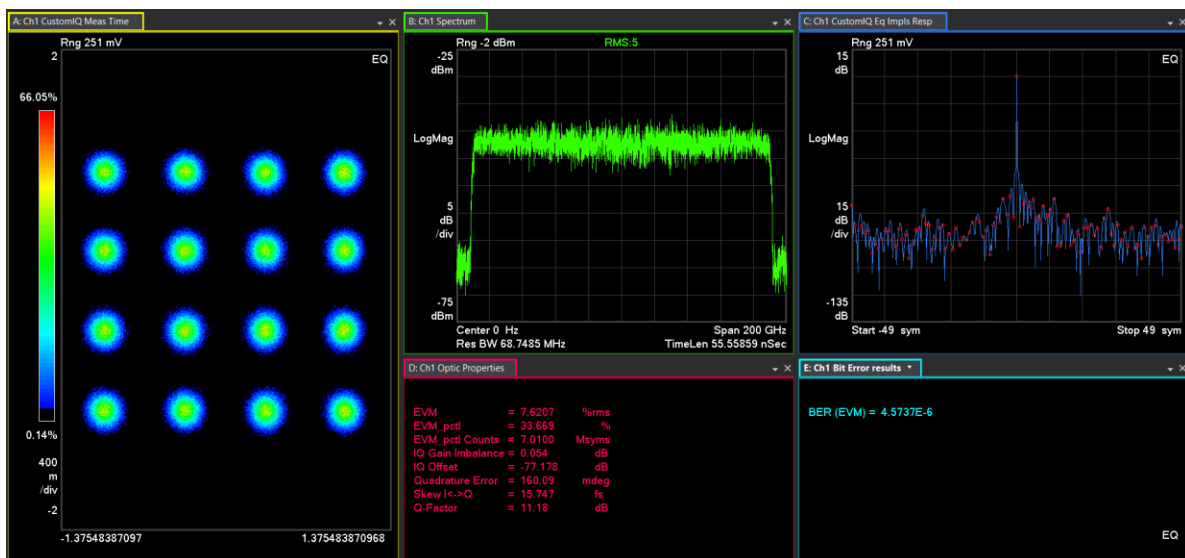 A: Ch1 CustomIQ Meas Time
Rng 251 mV
2
EQ
66.05%
0.14%
400
m
/div
-2
-1.37548387097
1.375483870968
B: Ch1 Spectrum
Rng -2 dBm
RMS:5
-25
dBm
LogMag
5
dB
/div
-75
dBm
Center 0 Hz
Span 200 GHz
Res BW 68.7485 MHz
TimeLen 55.55859 nSec
C: Ch1 CustomIQ Eq Impls Resp
Rng 251 mV
15
dB
EQ
LogMag
15
dB
/div
-135
dB
Start -49 sym
Stop 49 sym
D: Ch1 Optic Properties
EVM = 7.6207 %rms
EVM_pctl = 33.669 %
EVM_pctl Counts = 7.0100 Msyms
IQ Gain Imbalance = 0.054 dB
IQ Offset = -77.178 dB
Quadrature Error = 160.09 mdeg
Skew I<->Q = 15.747 fs
Q-Factor = 11.18 dB
E: Ch1 Bit Error results
BER (EVM) = 4.5737E-6
EQ